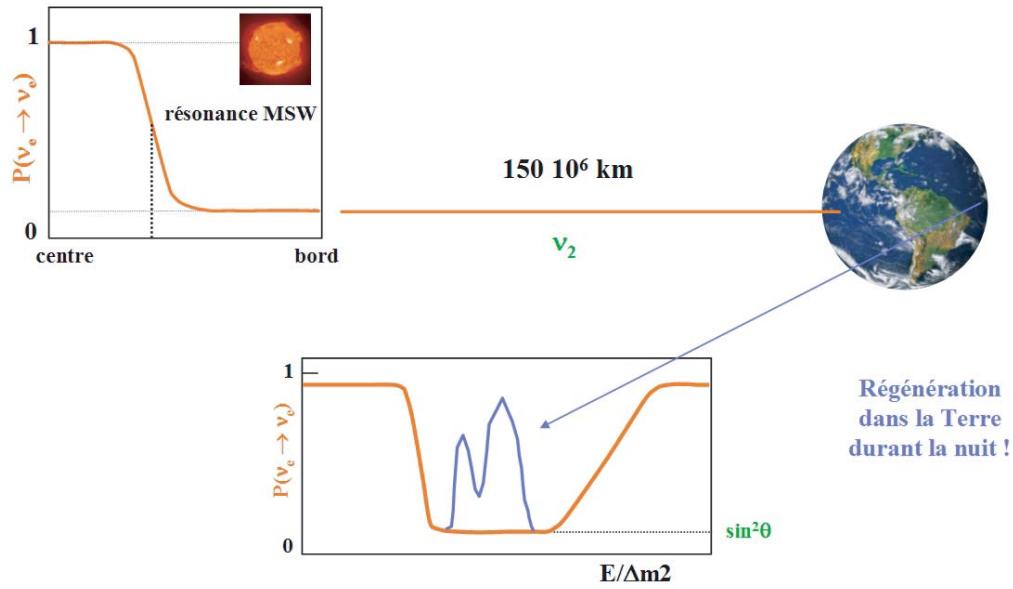 1
résonance MSW
P(νe → νe)
0
centre
bord
150 10⁶ km
ν₂
1
P(νe → νe)
0
E/Δm2
sin²θ
Régénération
dans la Terre
durant la nuit !